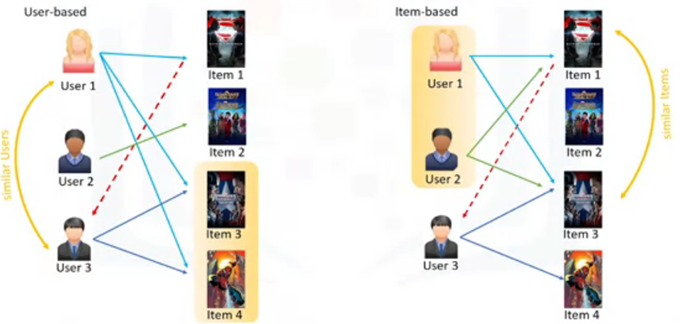 User-based
User 1
User 2
User 3
similar Users
Item 1
Item 2
Item 3
Item 4
Item-based
User 1
User 2
User 3
Item 1
Item 2
Item 3
Item 4
similar Items